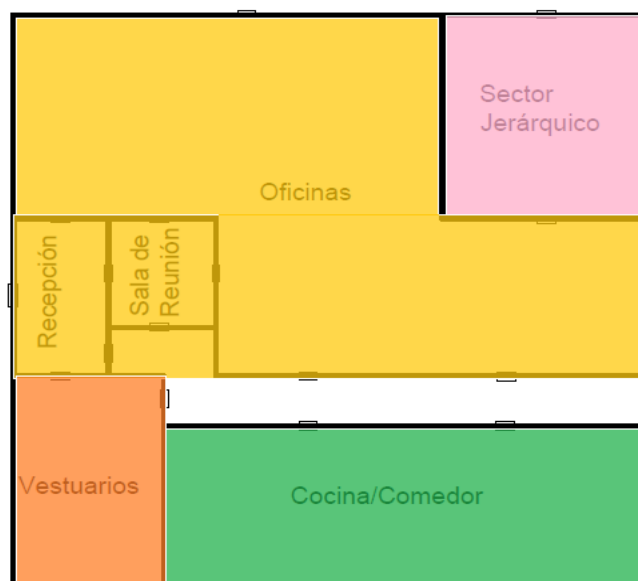 Sector
Jerárquico
Oficinas
Recepción
Sala de
Reunión
Vestuarios
Cocina/Comedor